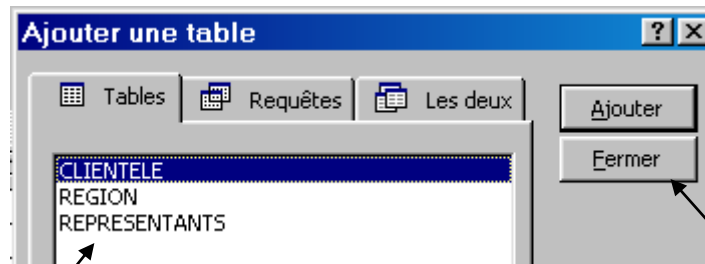 Ajouter une table
Tables Requêtes Les deux
Ajouter
Fermer
CLIENTELE
REGION
REPRESENTANTS